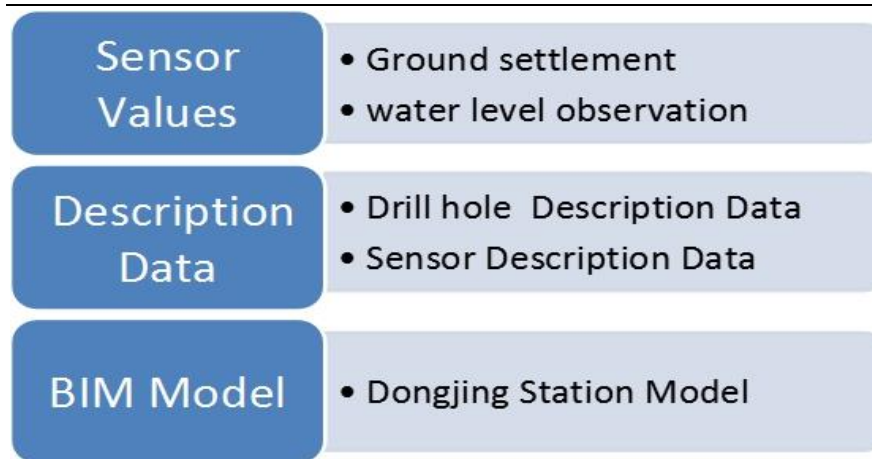 Sensor
Values
• Ground settlement
• water level observation
Description
Data
• Drill hole  Description Data
• Sensor Description Data
BIM Model
• Dongjing Station Model